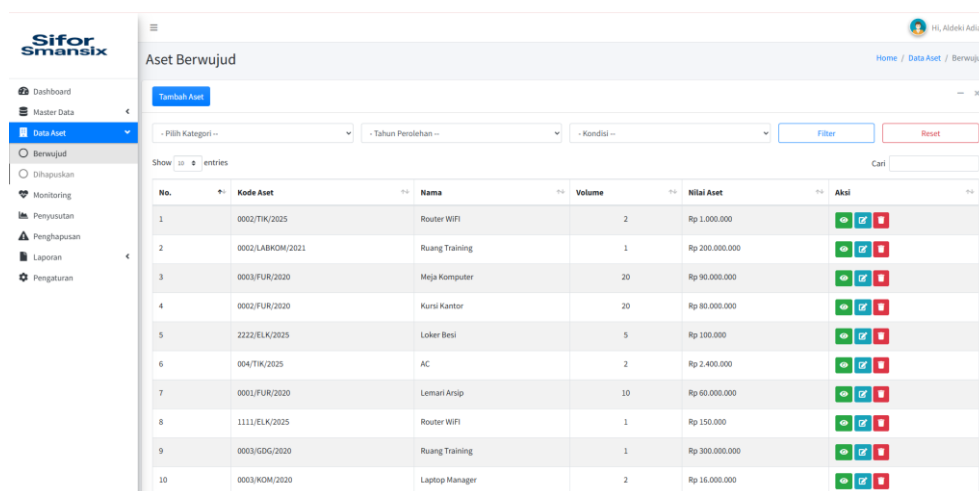 Sifor
Smansix
Hi, Aldeki Adi
Aset Berwujud
Home / Data Aset / Berwuju
Dashboard
Master Data
Data Aset
Berwujud
Dihapuskan
Monitoring
Penyusutan
Penghapusan
Laporan
Pengaturan
Tambah Aset
- Pilih Kategori --
- Tahun Perolehan --
- Kondisi --
Filter
Reset
Show 10 entries
Cari
No. Kode Aset Nama Volume Nilai Aset Aksi
1 0002/TIK/2025 Router WiFI 2 Rp 1.000.000
2 0002/LABKOM/2021 Ruang Training 1 Rp 200.000.000
3 0003/FUR/2020 Meja Komputer 20 Rp 90.000.000
4 0002/FUR/2020 Kursi Kantor 20 Rp 80.000.000
5 2222/ELK/2025 Loker Besi 5 Rp 100.000
6 004/TIK/2025 AC 2 Rp 2.400.000
7 0001/FUR/2020 Lemari Arsip 10 Rp 60.000.000
8 1111/ELK/2025 Router WiFI 1 Rp 150.000
9 0003/GDG/2020 Ruang Training 1 Rp 300.000.000
10 0003/KOM/2020 Laptop Manager 2 Rp 16.000.000